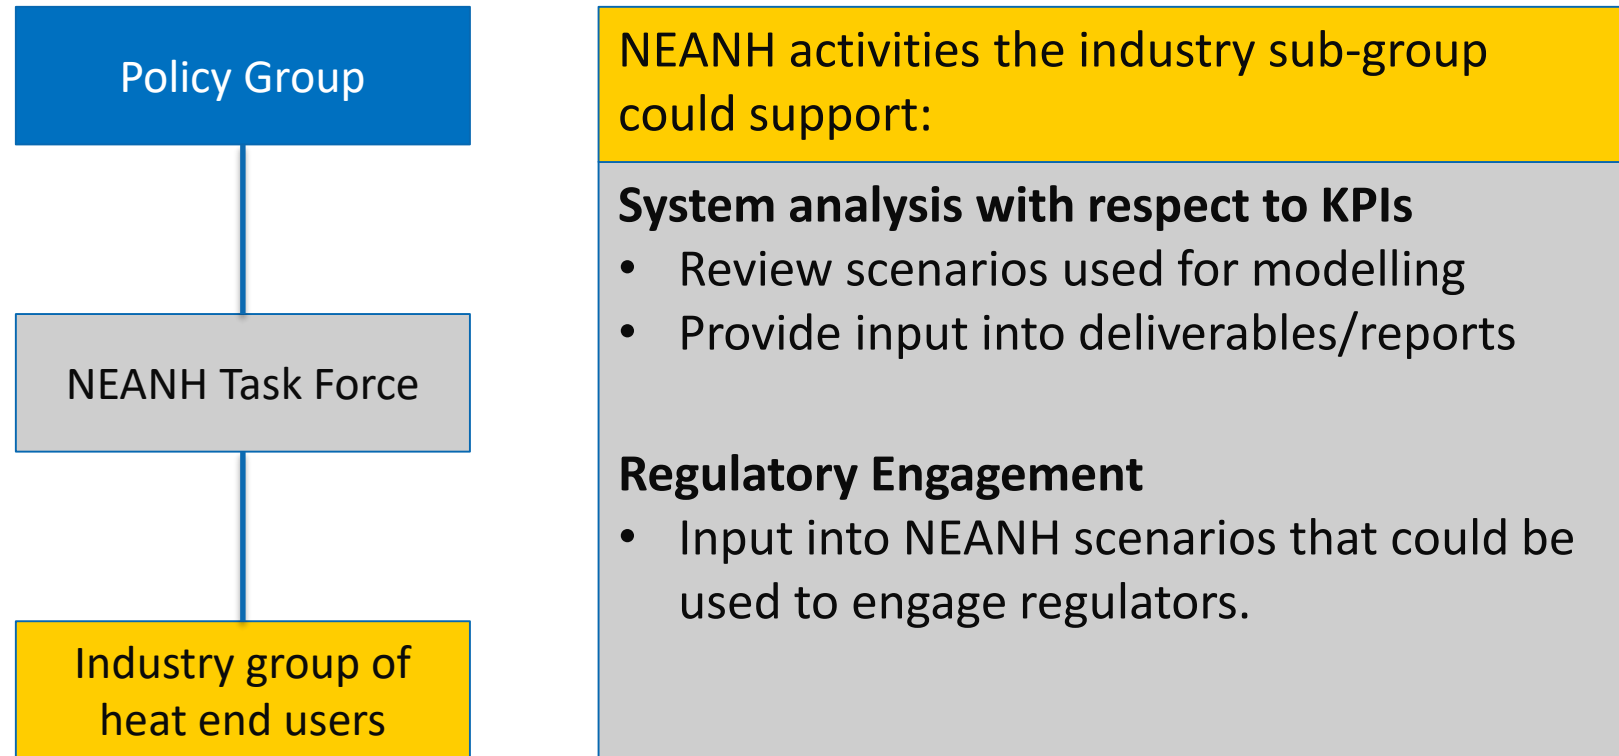 Policy Group
NEANH Task Force
Industry group of
heat end users
NEANH activities the industry sub-group
could support:
System analysis with respect to KPIs
• Review scenarios used for modelling
• Provide input into deliverables/reports
Regulatory Engagement
• Input into NEANH scenarios that could be
used to engage regulators.